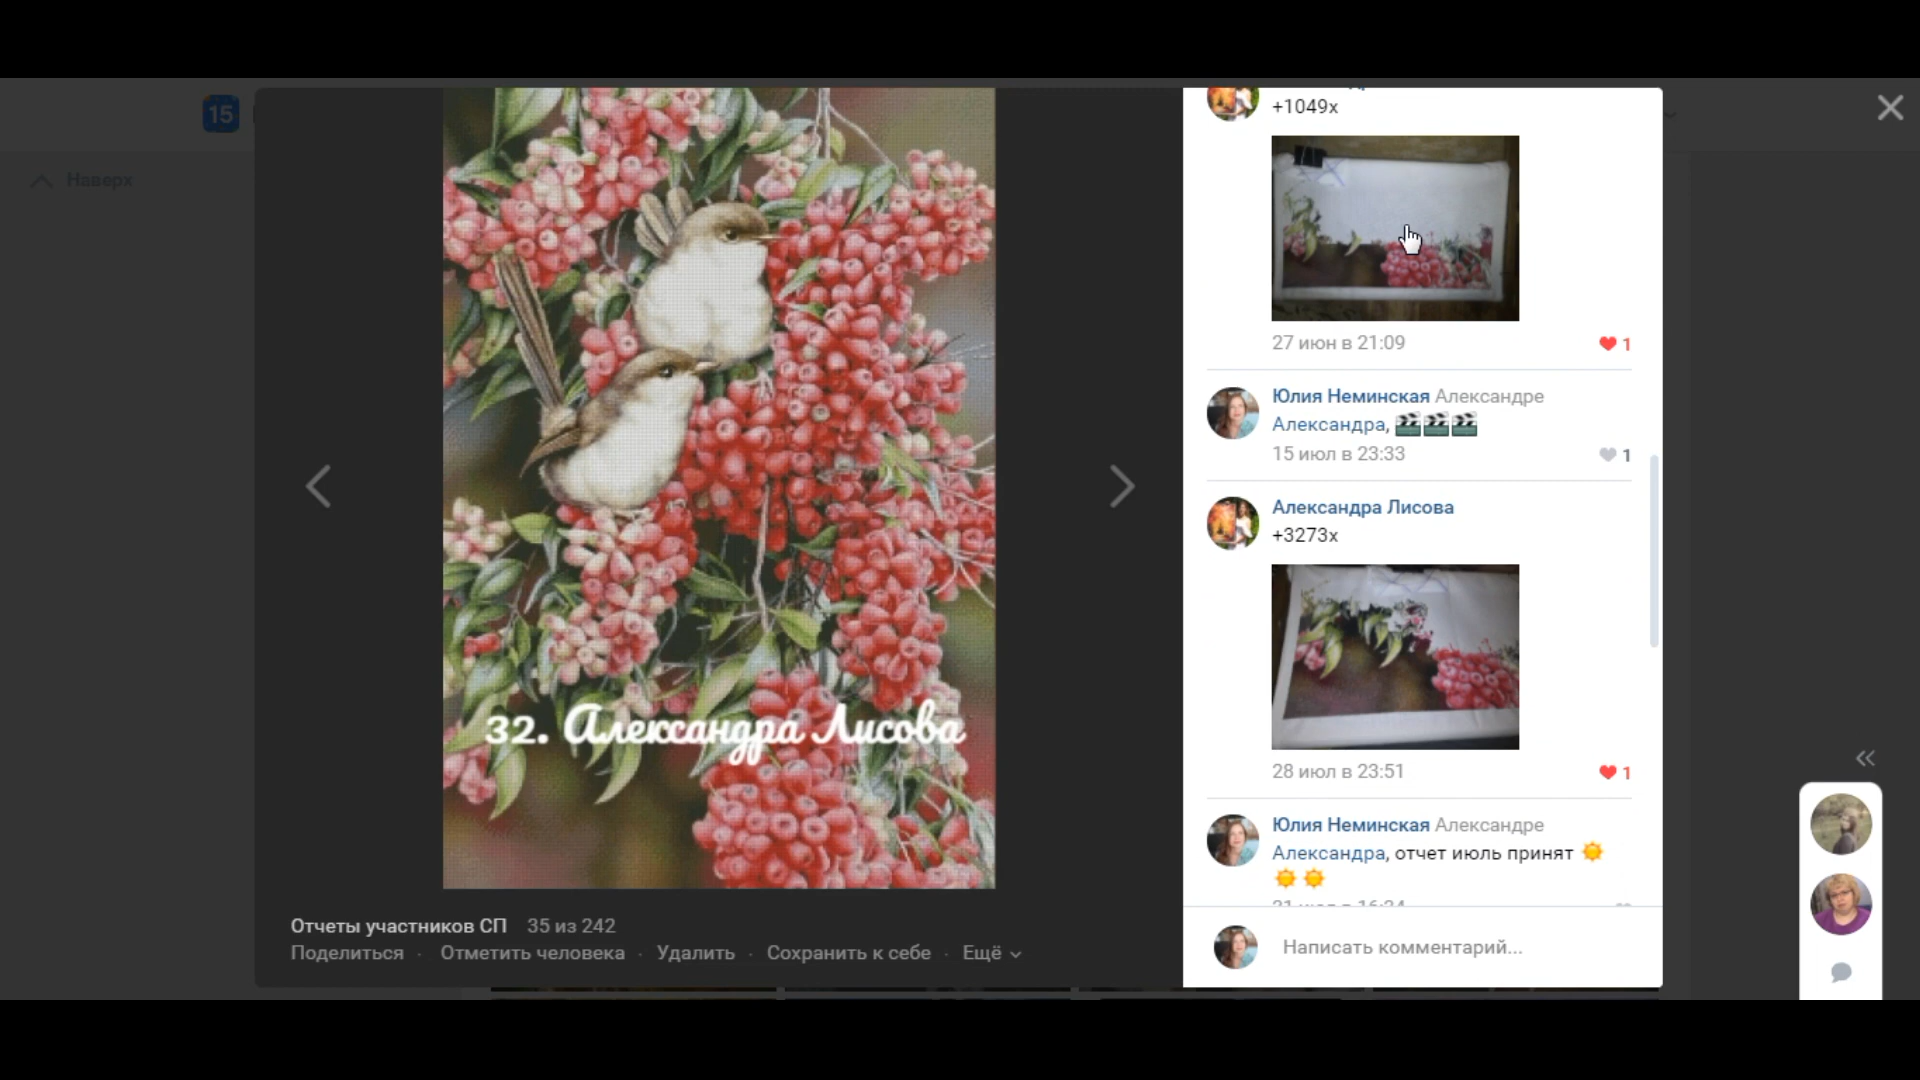 15
Наверх
32. Александра Лисова
Отчеты участников СП 35 из 242
Поделиться · Отметить человека · Удалить · Сохранить к себе · Ещё
+1049х
27 июн в 21:09
1
Юлия Неминская Александре
Александра,
15 июл в 23:33
1
Александра Лисова
+3273х
28 июл в 23:51
1
Юлия Неминская Александре
Александра, отчет июль принят
Написать комментарий...